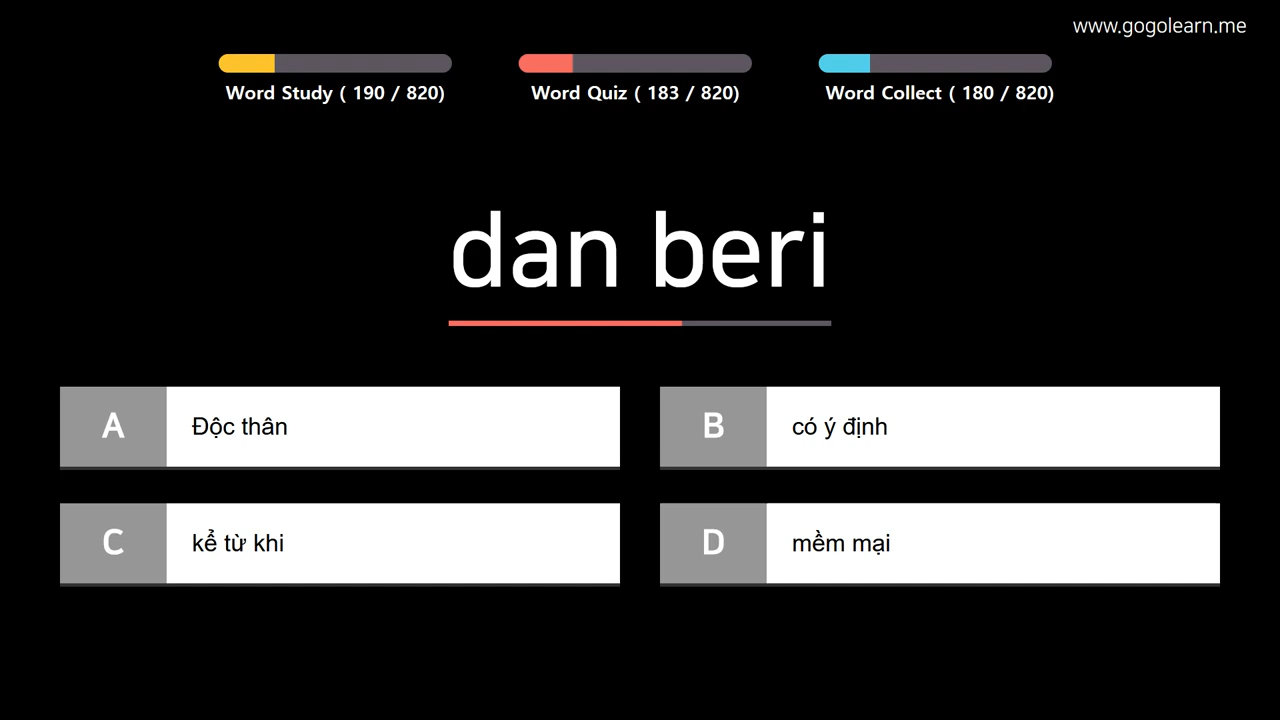 www.gogolearn.me
Word Study ( 190 / 820)
Word Quiz ( 183 / 820)
Word Collect ( 180 / 820)
dan beri
A Độc thân
B có ý định
C kể từ khi
D mềm mại